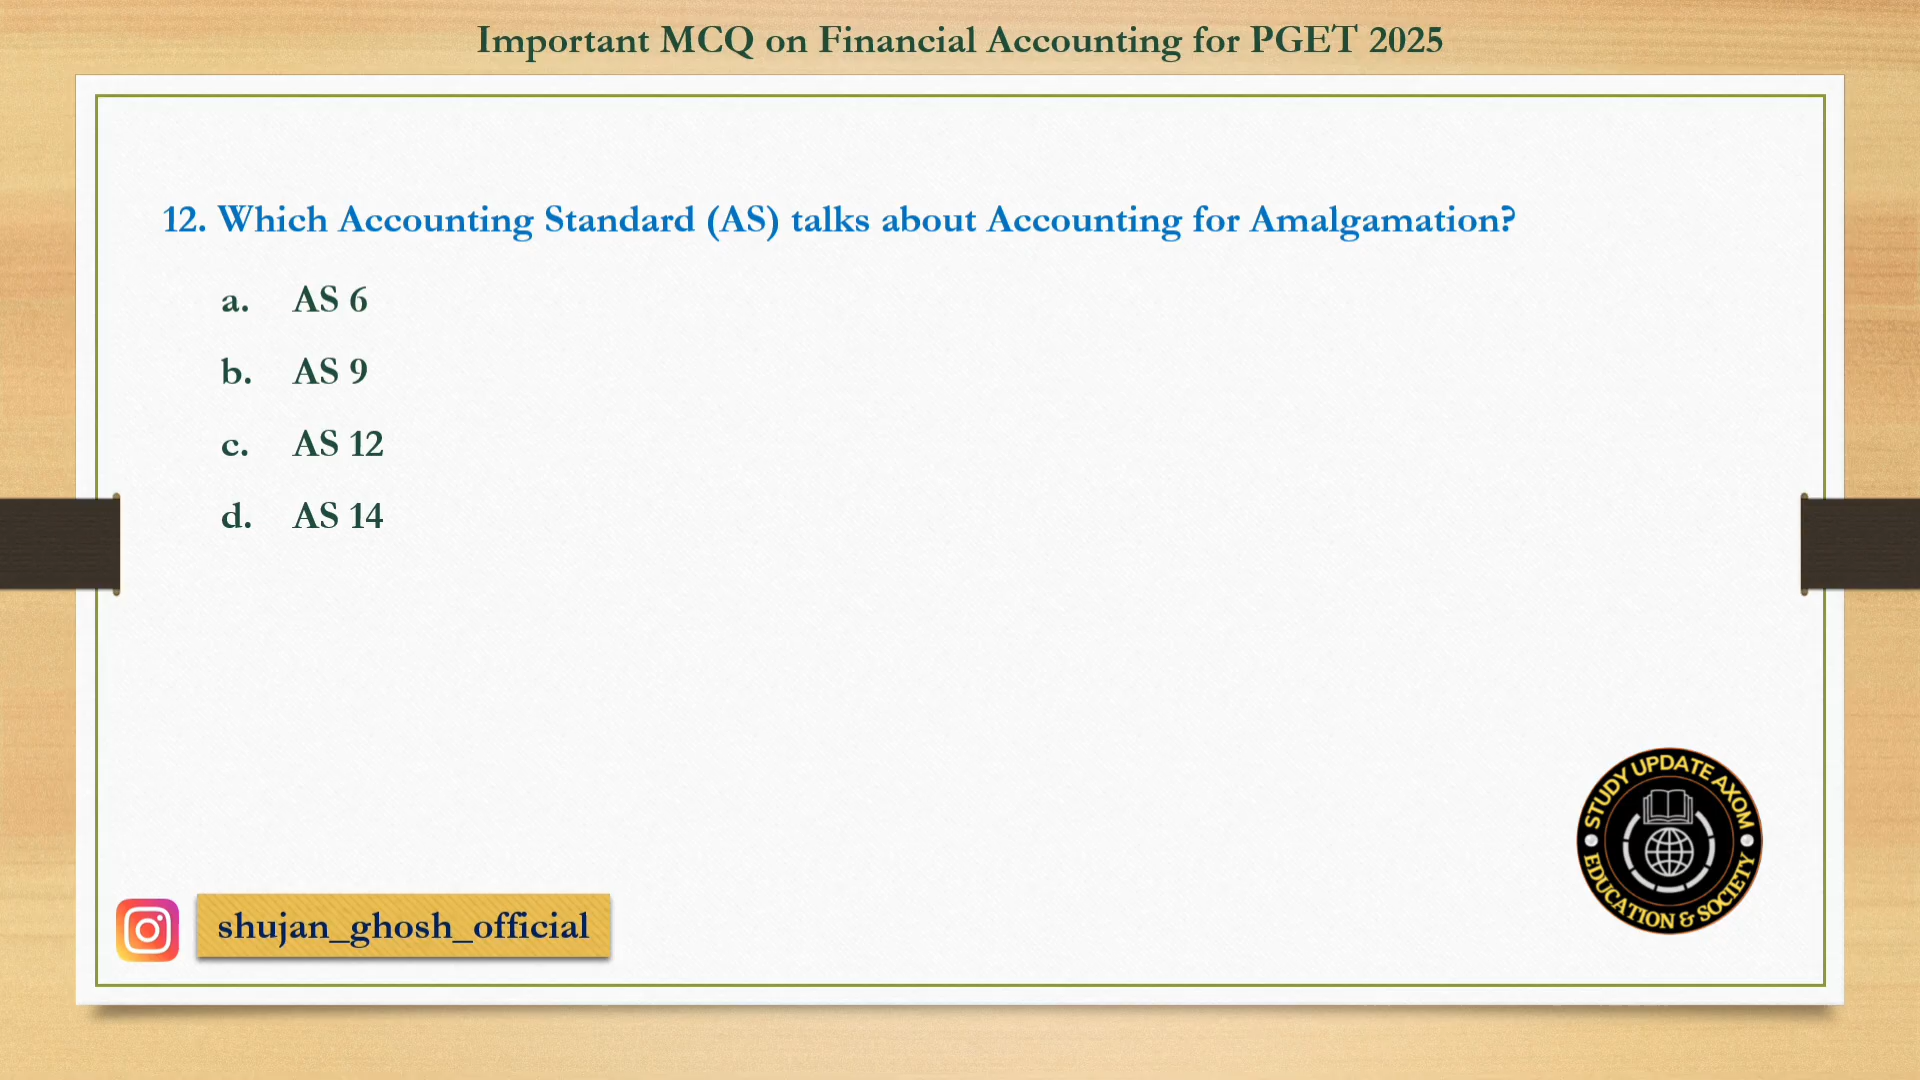 Important MCQ on Financial Accounting for PGET 2025
12. Which Accounting Standard (AS) talks about Accounting for Amalgamation?
a. AS 6
b. AS 9
c. AS 12
d. AS 14
STUDY UPDATE AXOM
EDUCATION & SOCIETY
shujan_ghosh_official